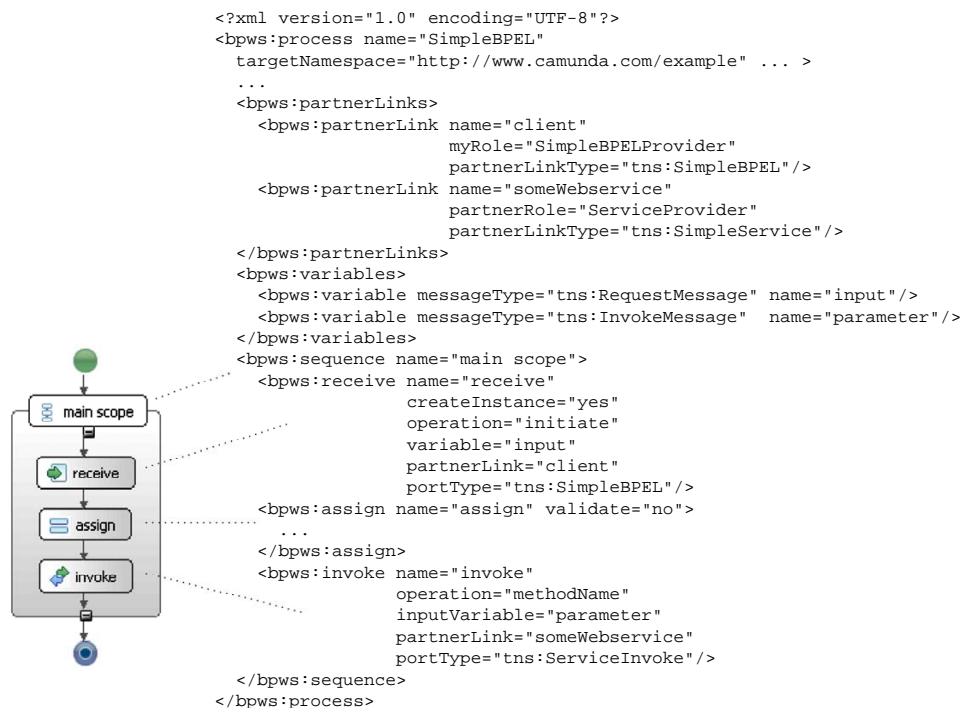 <?xml version="1.0" encoding="UTF-8"?>
<bpws:process name="SimpleBPEL"
targetNamespace="http://www.camunda.com/example" ... >
...
<bpws:partnerLinks>
<bpws:partnerLink name="client"
myRole="SimpleBPELProvider"
partnerLinkType="tns:SimpleBPEL"/>
<bpws:partnerLink name="someWebservice"
partnerRole="ServiceProvider"
partnerLinkType="tns:SimpleService"/>
</bpws:partnerLinks>
<bpws:variables>
<bpws:variable messageType="tns:RequestMessage" name="input"/>
<bpws:variable messageType="tns:InvokeMessage"  name="parameter"/>
</bpws:variables>
<bpws:sequence name="main scope">
<bpws:receive name="receive"
createInstance="yes"
operation="initiate"
variable="input"
partnerLink="client"
portType="tns:SimpleBPEL"/>
<bpws:assign name="assign" validate="no">
...
</bpws:assign>
<bpws:invoke name="invoke"
operation="methodName"
inputVariable="parameter"
partnerLink="someWebservice"
portType="tns:ServiceInvoke"/>
</bpws:sequence>
</bpws:process>
main scope
receive
assign
invoke